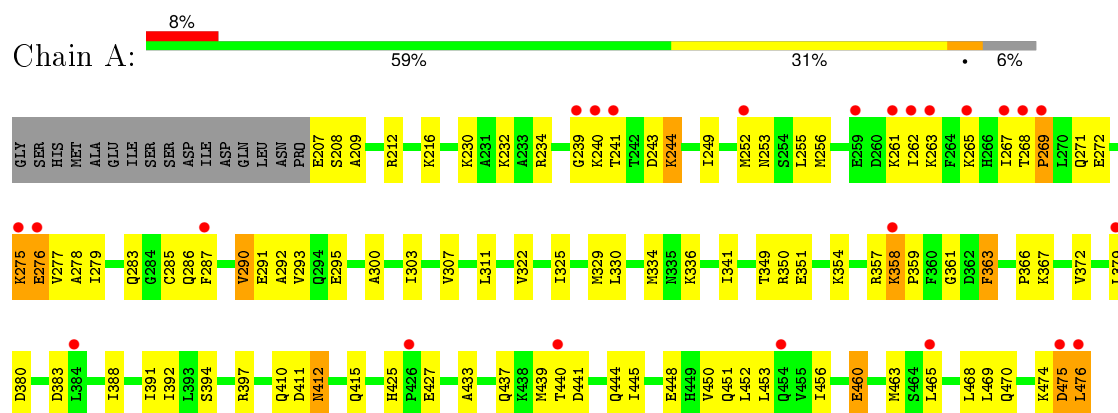 8%
Chain A:
59% 31% • 6%
GLY SER HIS MET ALA GLU ILE SER SER ASP ILE ASP GLN LEU ASN PRO E207 S208 A209 R212 K216 K230 A231 K232 A233 R234 G239 K240 T241 T242 D243 K244 I249 M252 N253 S254 L255 M256 E259 D260 K261 I262 K263 F264 K265 H266 I267 T268 P269 L270 Q271 E272
K275 E276 V277 A278 I279 Q283 G284 C285 Q286 F287 V290 E291 A292 V293 Q294 E295 A300 I303 V307 L311 V322 I325 M329 L330 M334 N335 K336 I341 T349 R350 E351 K354 R357 K358 P359 F360 G361 D362 F363 P366 K367 V372 L379
D380 D383 L384 I388 I391 I392 L393 S394 R397 Q410 D411 N412 Q415 H425 P426 E427 A433 Q437 K438 M439 T440 D441 Q444 I445 E448 H449 V450 Q451 L452 L453 Q454 V455 I456 E460 M463 S464 L465 L468 L469 Q470 K474 D475 L476